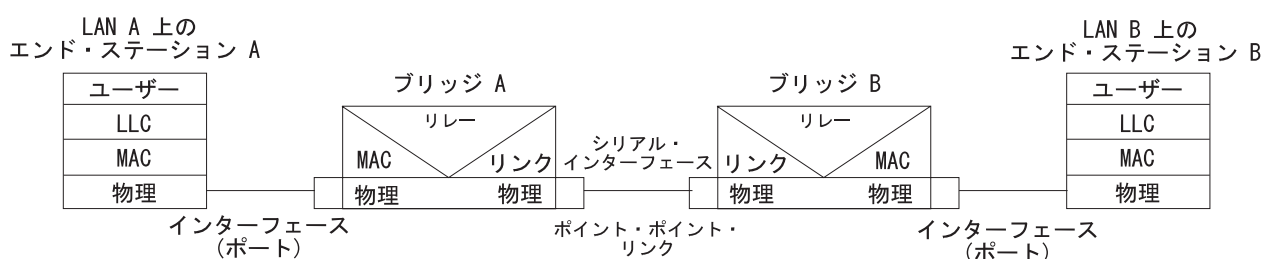 LAN A 上の
エンド・ステーション A
ユーザー
LLC
MAC
物理
インターフェース
(ポート)
ブリッジ A
リレー
MAC
リンク
物理
物理
シリアル・
インターフェース
ポイント・ポイント・
リンク
ブリッジ B
リレー
リンク
MAC
物理
物理
インターフェース
(ポート)
LAN B 上の
エンド・ステーション B
ユーザー
LLC
MAC
物理